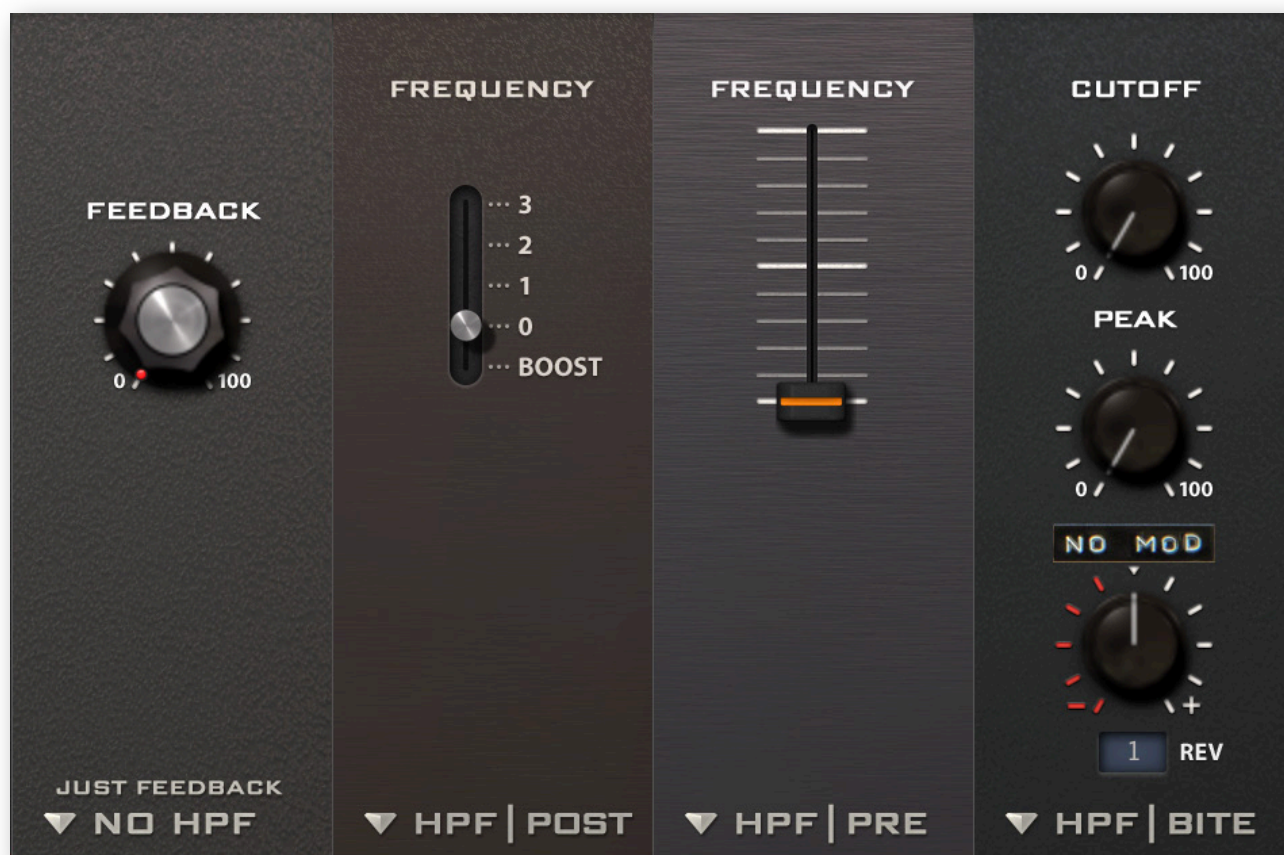 FEEDBACK
0
100
JUST FEEDBACK
NO HPF
FREQUENCY
3
2
1
0
BOOST
HPF | POST
FREQUENCY
HPF | PRE
CUTOFF
0
100
PEAK
0
100
NO MOD
- +
1 REV
HPF | BITE